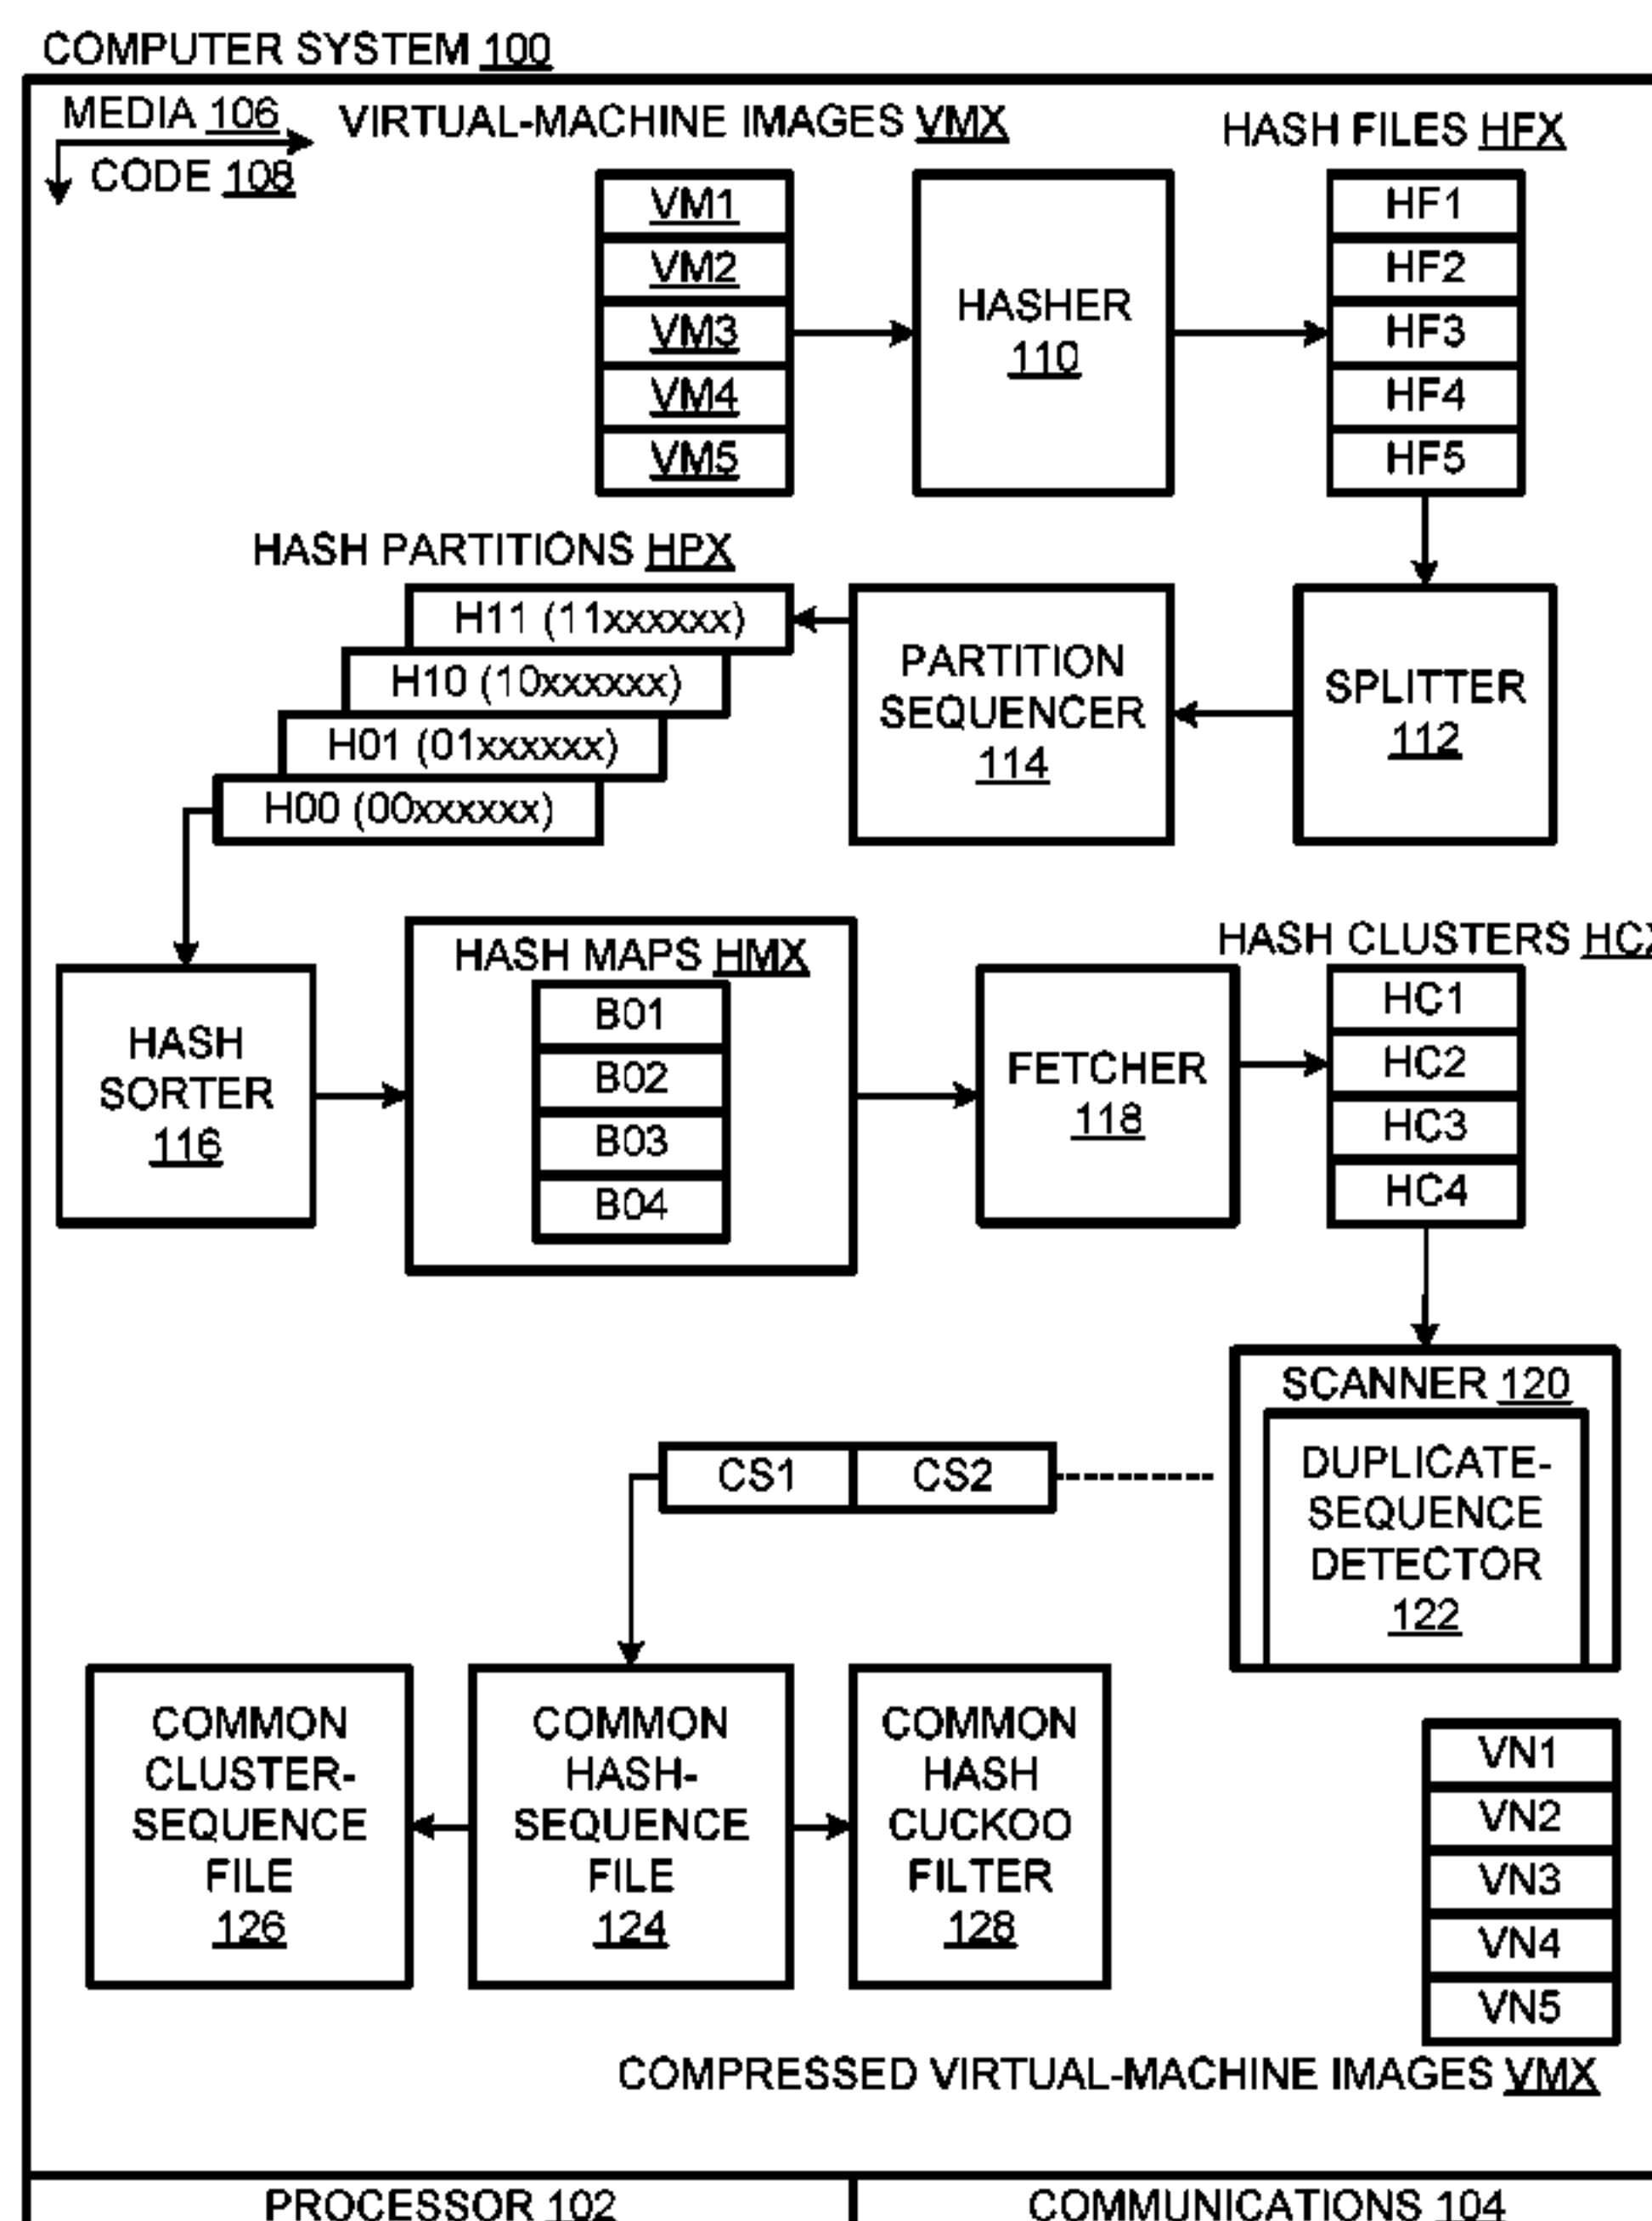 COMPUTER SYSTEM 100
MEDIA 106
CODE 108
VIRTUAL-MACHINE IMAGES VMX
VM1
VM2
VM3
VM4
VM5
HASHER
110
HASH FILES HFX
HF1
HF2
HF3
HF4
HF5
HASH PARTITIONS HPX
H11 (11xxxxxx)
H10 (10xxxxxx)
H01 (01xxxxxx)
H00 (00xxxxxx)
PARTITION
SEQUENCER
114
SPLITTER
112
HASH
SORTER
116
HASH MAPS HMX
B01
B02
B03
B04
FETCHER
118
HASH CLUSTERS HCX
HC1
HC2
HC3
HC4
SCANNER 120
DUPLICATE-
SEQUENCE
DETECTOR
122
CS1
CS2
COMMON
CLUSTER-
SEQUENCE
FILE
126
COMMON
HASH-
SEQUENCE
FILE
124
COMMON
HASH
CUCKOO
FILTER
128
VN1
VN2
VN3
VN4
VN5
COMPRESSED VIRTUAL-MACHINE IMAGES VMX
PROCESSOR 102
COMMUNICATIONS 104